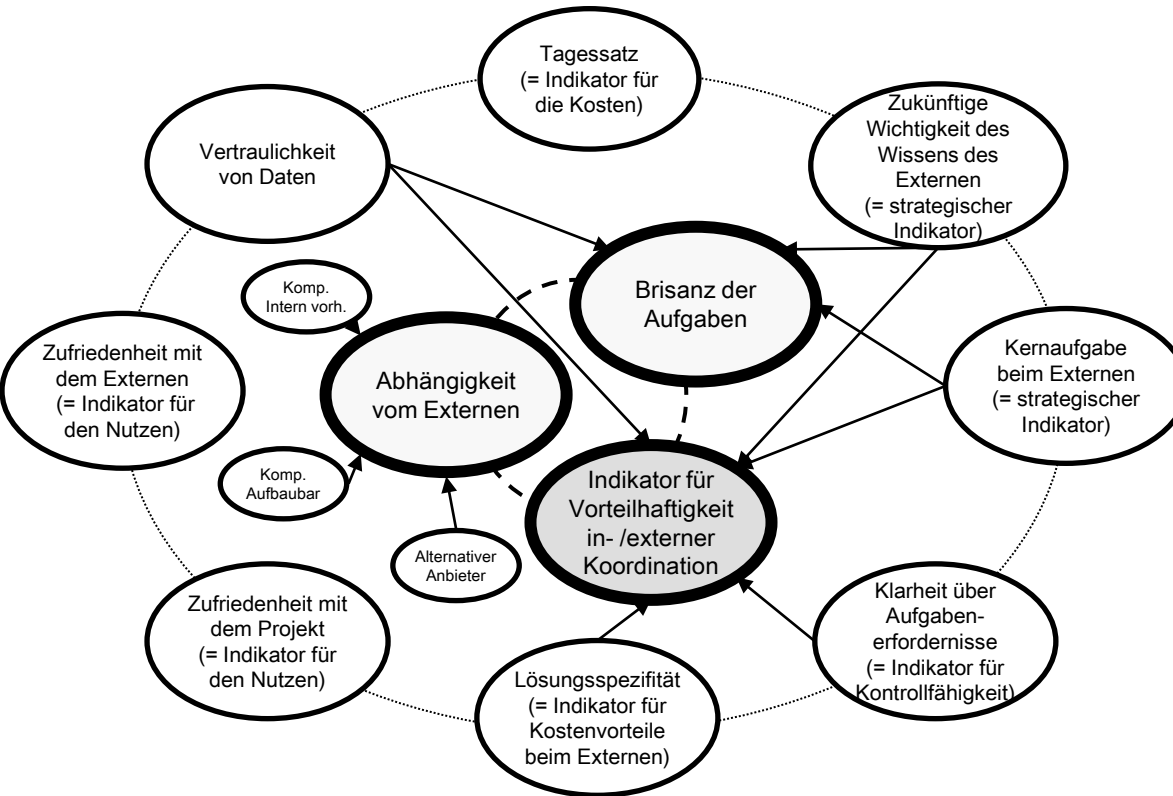 Tagessatz
(= Indikator für
die Kosten)
Zukünftige
Wichtigkeit des
Wissens des
Externen
(= strategischer
Indikator)
Vertraulichkeit
von Daten
Brisanz der
Aufgaben
Komp.
Intern vorh.
Zufriedenheit mit
dem Externen
(= Indikator für
den Nutzen)
Abhängigkeit
vom Externen
Kernaufgabe
beim Externen
(= strategischer
Indikator)
Komp.
Aufbaubar
Indikator für
Vorteilhaftigkeit
in- /externer
Koordination
Alternativer
Anbieter
Zufriedenheit mit
dem Projekt
(= Indikator für
den Nutzen)
Klarheit über
Aufgaben-
erfordernisse
(= Indikator für
Kontrollfähigkeit)
Lösungsspezifität
(= Indikator für
Kostenvorteile
beim Externen)